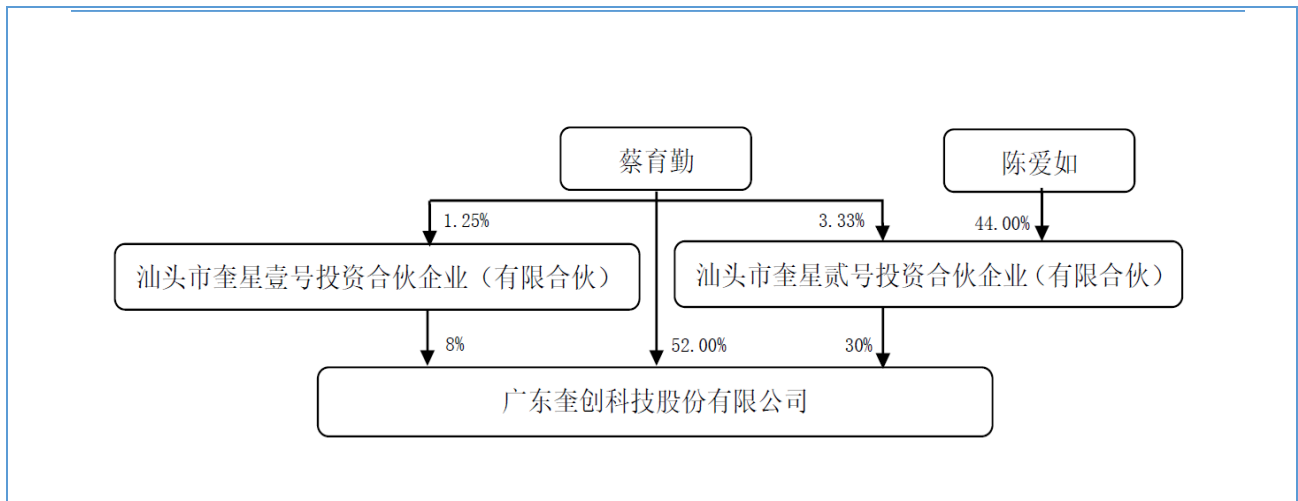 蔡育勤
陈爱如
1.25%
3.33%
44.00%
汕头市奎星壹号投资合伙企业（有限合伙）
汕头市奎星贰号投资合伙企业（有限合伙）
8%
52.00%
30%
广东奎创科技股份有限公司